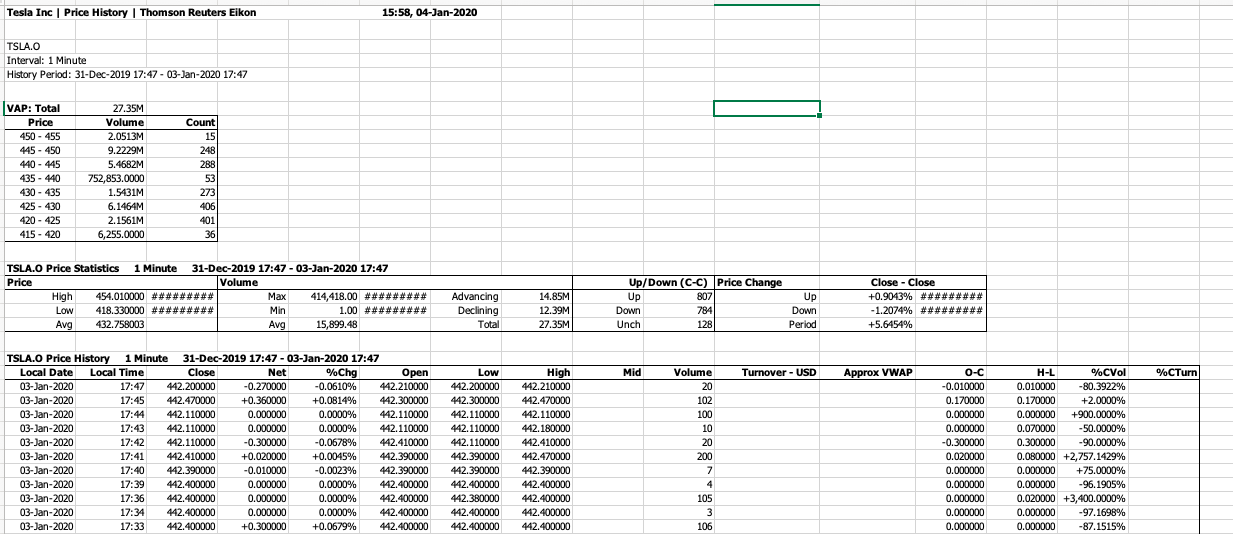 Tesla Inc | Price History | Thomson Reuters Eikon 15:58, 04-Jan-2020
TSLA.O
Interval: 1 Minute
History Period: 31-Dec-2019 17:47 - 03-Jan-2020 17:47
VAP: Total 27.35M
Price Volume Count
450 - 455 2.0513M 15
445 - 450 9.2229M 248
440 - 445 5.4682M 288
435 - 440 752,853.0000 53
430 - 435 1.5431M 273
425 - 430 6.1464M 406
420 - 425 2.1561M 401
415 - 420 6,255.0000 36
TSLA.O Price Statistics 1 Minute 31-Dec-2019 17:47 - 03-Jan-2020 17:47
Price Volume Up/Down (C-C) Price Change Close - Close
High 454.010000 ######### Max 414,418.00 ######### Advancing 14.85M Up 807 Up +0.9043% #########
Low 418.330000 ######### Min 1.00 ######### Declining 12.39M Down 784 Down -1.2074% #########
Avg 432.758003 Avg 15,899.48 Total 27.35M Unch 128 Period +5.6454%
TSLA.O Price History 1 Minute 31-Dec-2019 17:47 - 03-Jan-2020 17:47
Local Date Local Time Close Net %Chg Open Low High Mid Volume Turnover - USD Approx VWAP O-C H-L %CVol %CTurn
03-Jan-2020 17:47 442.200000 -0.270000 -0.0610% 442.210000 442.200000 442.210000 20 -0.010000 0.010000 -80.3922%
03-Jan-2020 17:45 442.470000 +0.360000 +0.0814% 442.300000 442.300000 442.470000 102 0.170000 0.170000 +2.0000%
03-Jan-2020 17:44 442.110000 0.000000 0.0000% 442.110000 442.110000 442.110000 100 0.000000 0.000000 +900.0000%
03-Jan-2020 17:43 442.110000 0.000000 0.0000% 442.110000 442.110000 442.180000 10 0.000000 0.070000 -50.0000%
03-Jan-2020 17:42 442.110000 -0.300000 -0.0678% 442.410000 442.110000 442.410000 20 -0.300000 0.300000 -90.0000%
03-Jan-2020 17:41 442.410000 +0.020000 +0.0045% 442.390000 442.390000 442.470000 200 0.020000 0.080000 +2,757.1429%
03-Jan-2020 17:40 442.390000 -0.010000 -0.0023% 442.390000 442.390000 442.390000 7 0.000000 0.000000 +75.0000%
03-Jan-2020 17:39 442.400000 0.000000 0.0000% 442.400000 442.400000 442.400000 4 0.000000 0.000000 -96.1905%
03-Jan-2020 17:36 442.400000 0.000000 0.0000% 442.400000 442.380000 442.400000 105 0.000000 0.020000 +3,400.0000%
03-Jan-2020 17:34 442.400000 0.000000 0.0000% 442.400000 442.400000 442.400000 3 0.000000 0.000000 -97.1698%
03-Jan-2020 17:33 442.400000 +0.300000 +0.0679% 442.400000 442.400000 442.400000 106 0.000000 0.000000 -87.1515%